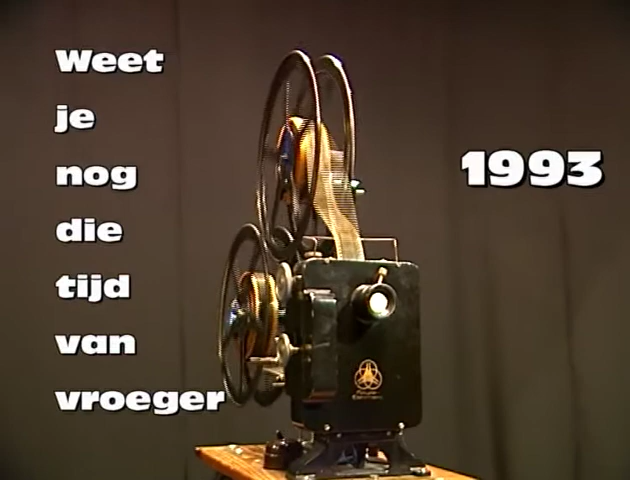 Weet
je
nog
die
tijd
van
vroeger
1993